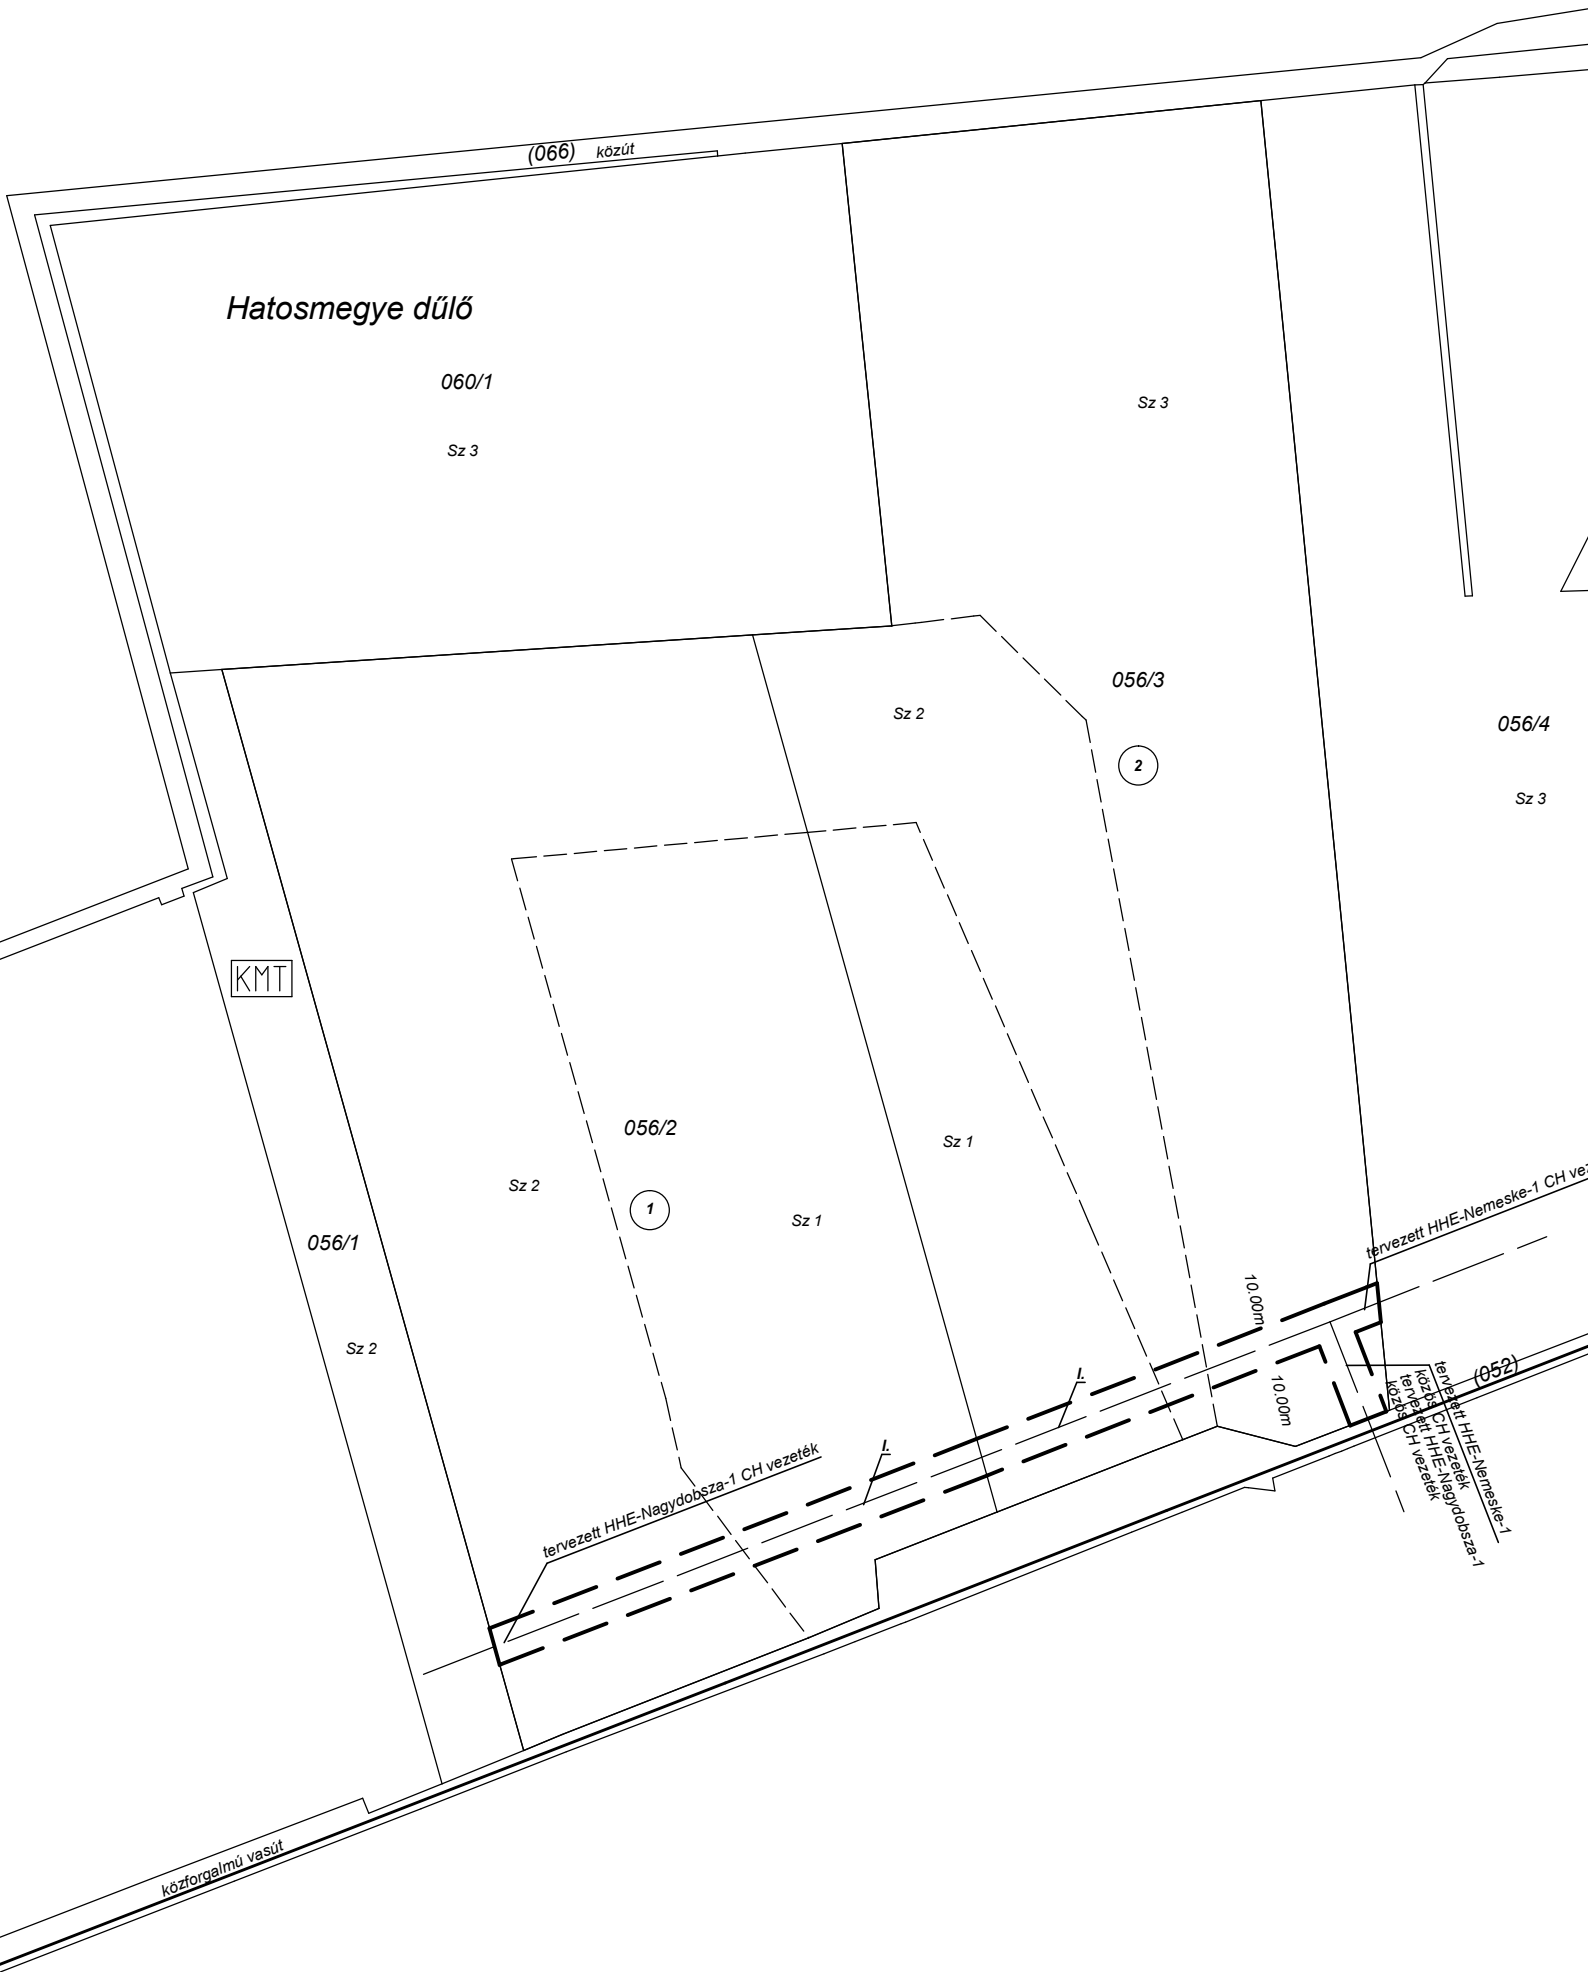 (066) közút
Hatosmegye dűlő
060/1
Sz 3
Sz 3
056/3
Sz 2
056/4
2
Sz 3
KMT
056/2
Sz 1
Sz 2
1
Sz 1
056/1
Sz 2
tervezett HHE-Nemeske-1 CH vez
10.00m
10.00m
(052)
tervezett HHE-Nemeske-1
közös CH vezeték
tervezett HHE-Nagydobsza-1
közös CH vezeték
I.
I.
tervezett HHE-Nagydobsza-1 CH vezeték
közforgalmú vasút